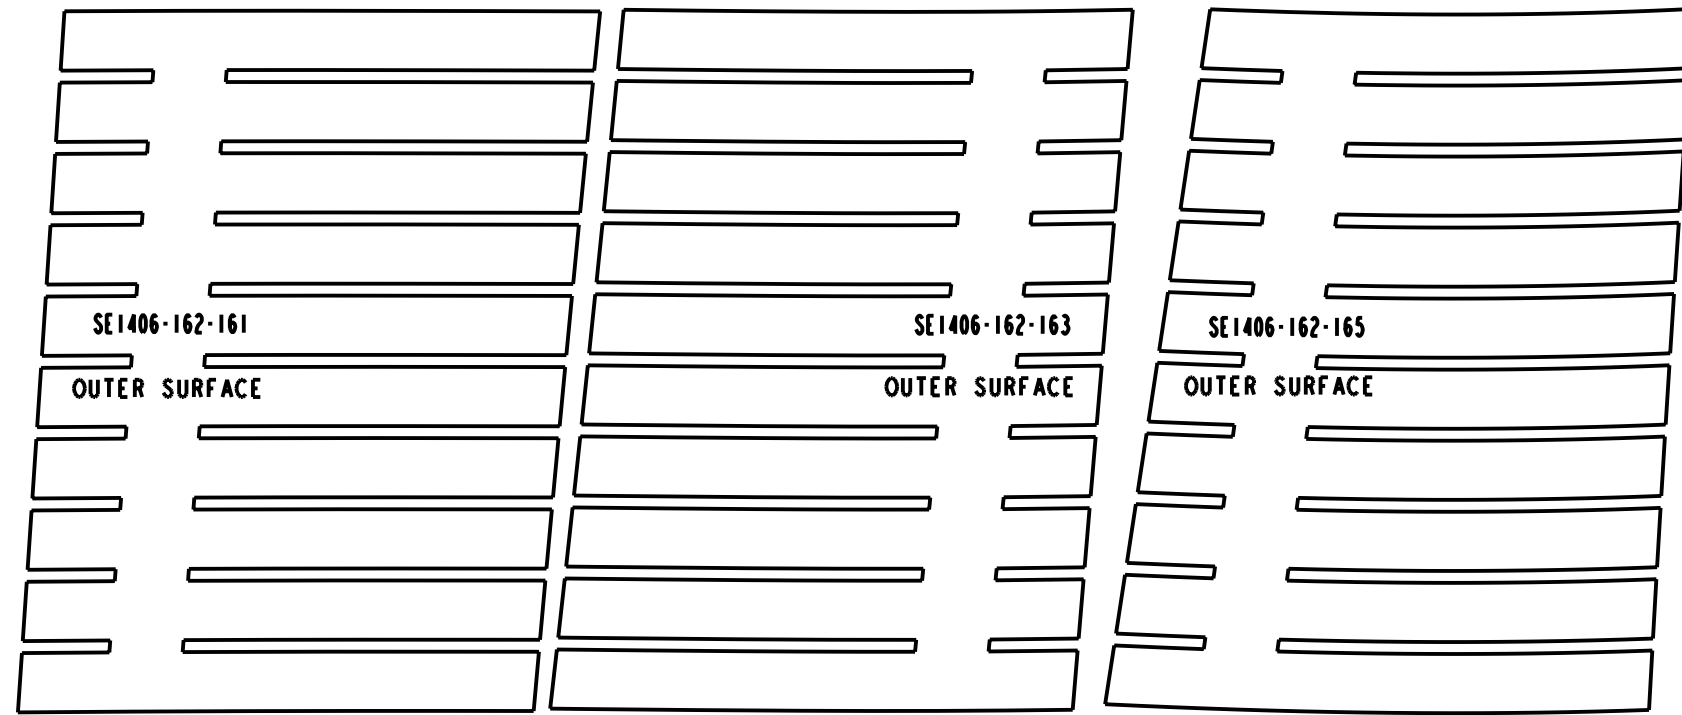 SE1406-162-161
OUTER SURFACE
SE1406-162-163
OUTER SURFACE
SE1406-162-165
OUTER SURFACE